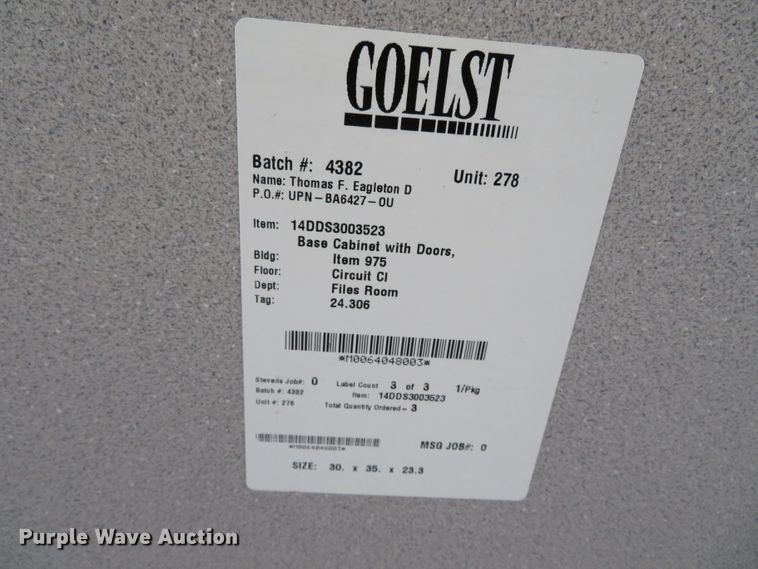 GOELST
Batch #: 4382 Unit: 278
Name: Thomas F. Eagleton D
P.O.#: UPN-BA6427-OU
Item: 14DDS3003523
Base Cabinet with Doors,
Bldg: Item 975
Floor: Circuit Cl
Dept: Files Room
Tag: 24.306
*M0064048003*
Stevens Job#: 0 Label Count 3 of 3 1/Pkg
Batch #: 4382 Item: 14DDS3003523
Unit #: 278 Total Quantity Ordered= 3
*M0064048003* MSG JOB#: 0
SIZE: 30. x 35. x 23.3
Purple Wave Auction